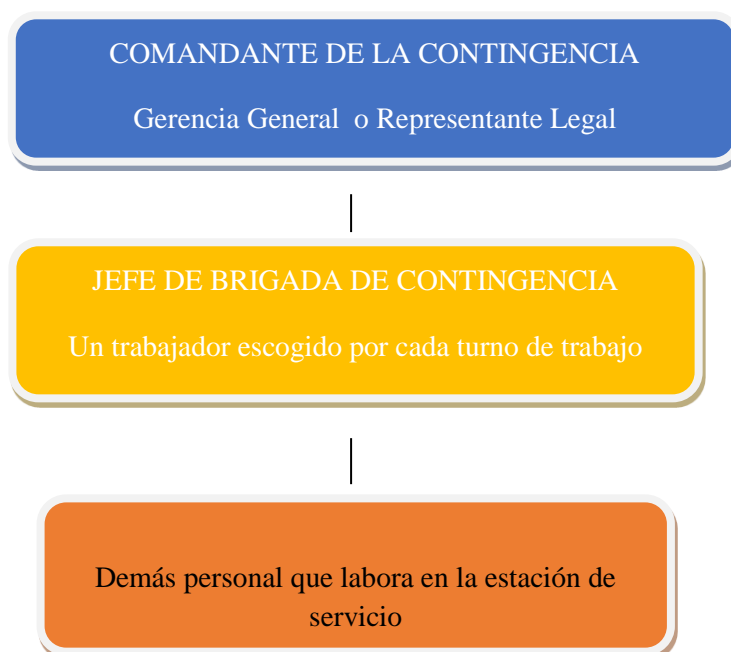 COMANDANTE DE LA CONTINGENCIA
Gerencia General o Representante Legal
JEFE DE BRIGADA DE CONTINGENCIA
Un trabajador escogido por cada turno de trabajo
Demás personal que labora en la estación de
servicio